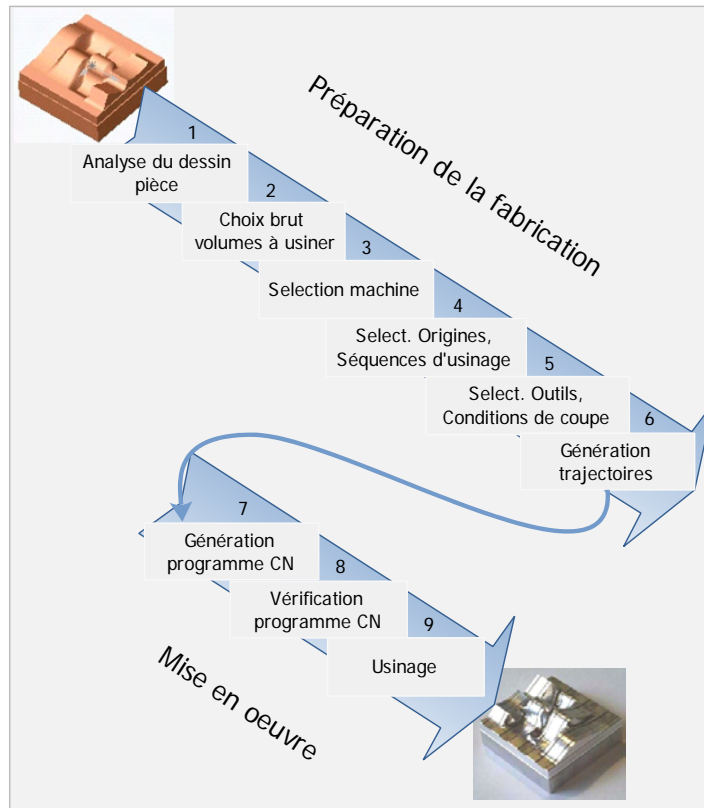 Préparation de la fabrication
1
Analyse du dessin
pièce
2
Choix brut
volumes à usiner
3
Selection machine
4
Select. Origines,
Séquences d'usinage
5
Select. Outils,
Conditions de coupe
6
Génération
trajectoires
7
Génération
programme CN
8
Vérification
programme CN
9
Usinage
Mise en oeuvre